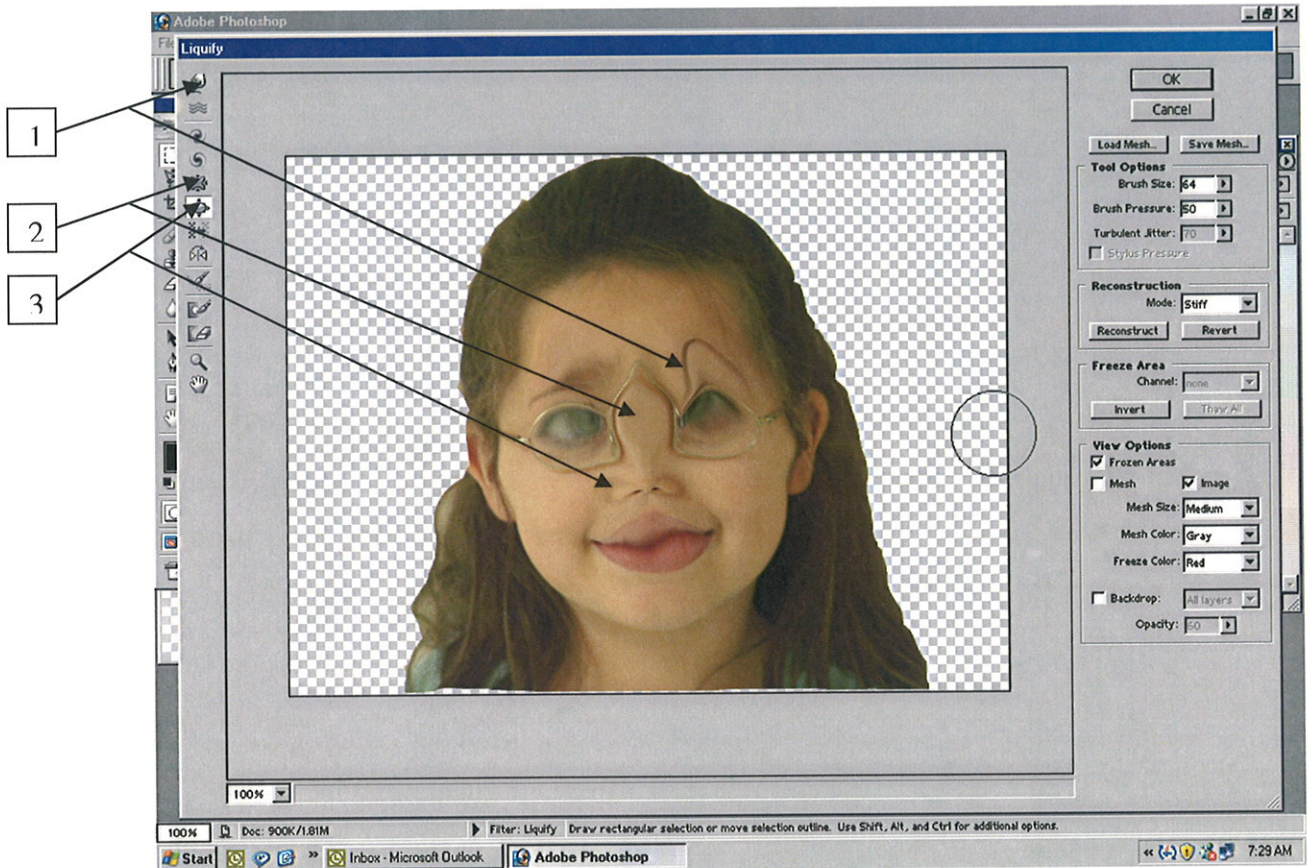 Adobe Photoshop
Liquify
1
2
3
OK
Cancel
Load Mesh...
Save Mesh...
Tool Options
Brush Size: 64
Brush Pressure: 50
Turbulent Jitter: 70
Stylus Pressure
Reconstruction
Mode: Stiff
Reconstruct
Revert
Freeze Area
Channel: none
Invert
Thaw All
View Options
Frozen Areas
Mesh
Image
Mesh Size: Medium
Mesh Color: Gray
Freeze Color: Red
Backdrop: All layers
Opacity: 60
100%
100%
Doc: 900K/1.81M
Filter: Liquify Draw rectangular selection or move selection outline. Use Shift, Alt, and Ctrl for additional options.
Start
»
Inbox - Microsoft Outlook
Adobe Photoshop
«
7:29 AM